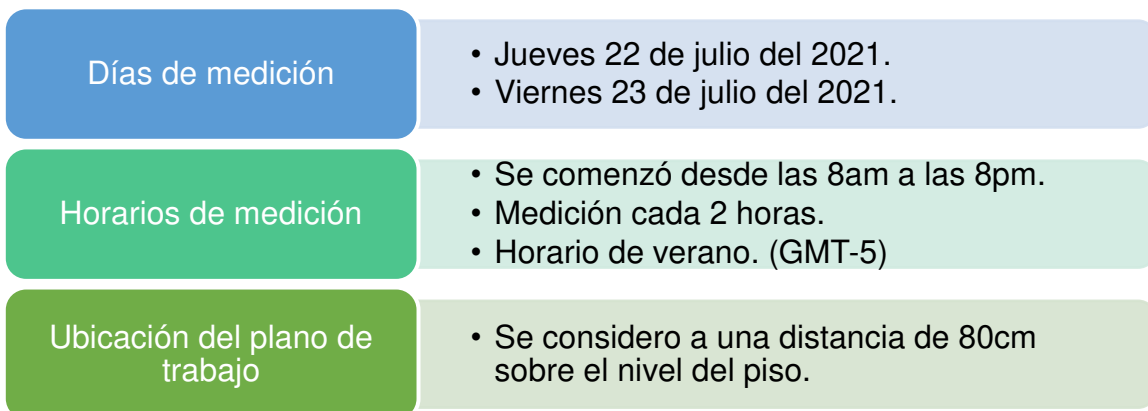 Días de medición
• Jueves 22 de julio del 2021.
• Viernes 23 de julio del 2021.
Horarios de medición
• Se comenzó desde las 8am a las 8pm.
• Medición cada 2 horas.
• Horario de verano. (GMT-5)
Ubicación del plano de
trabajo
• Se considero a una distancia de 80cm
sobre el nivel del piso.